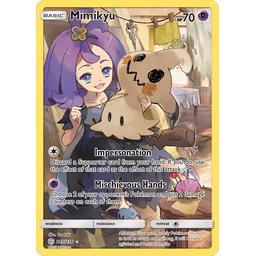 BASIC
Mimikyu
HP70
Impersonation
Discard a Supporter card from your hand. If you do, use
the effect of that card as the effect of this attack.
Mischievous Hands
Choose 2 of your opponent's Pokémon and put 2 damage
counters on each of them.
weakness
resistance
retreat